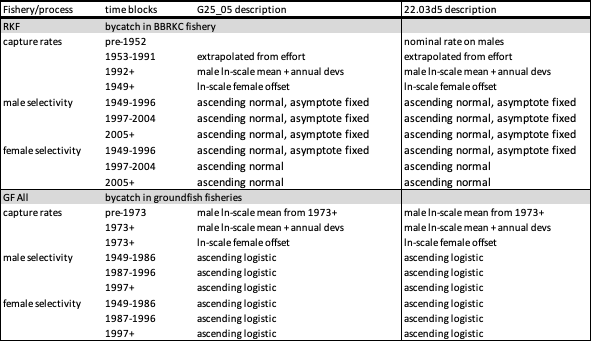 Fishery/process time blocks G25_05 description 22.03d5 description
RKF bycatch in BBRKC fishery
capture rates pre-1952 nominal rate on males
1953-1991 extrapolated from effort extrapolated from effort
1992+ male ln-scale mean + annual devs male ln-scale mean + annual devs
1949+ ln-scale female offset ln-scale female offset
male selectivity 1949-1996 ascending normal, asymptote fixed ascending normal, asymptote fixed
1997-2004 ascending normal, asymptote fixed ascending normal, asymptote fixed
2005+ ascending normal, asymptote fixed ascending normal, asymptote fixed
female selectivity 1949-1996 ascending normal, asymptote fixed ascending normal, asymptote fixed
1997-2004 ascending normal ascending normal
2005+ ascending normal ascending normal
GF All bycatch in groundfish fisheries
capture rates pre-1973 male ln-scale mean from 1973+ male ln-scale mean from 1973+
1973+ male ln-scale mean + annual devs male ln-scale mean + annual devs
1973+ ln-scale female offset ln-scale female offset
male selectivity 1949-1986 ascending logistic ascending logistic
1987-1996 ascending logistic ascending logistic
1997+ ascending logistic ascending logistic
female selectivity 1949-1986 ascending logistic ascending logistic
1987-1996 ascending logistic ascending logistic
1997+ ascending logistic ascending logistic